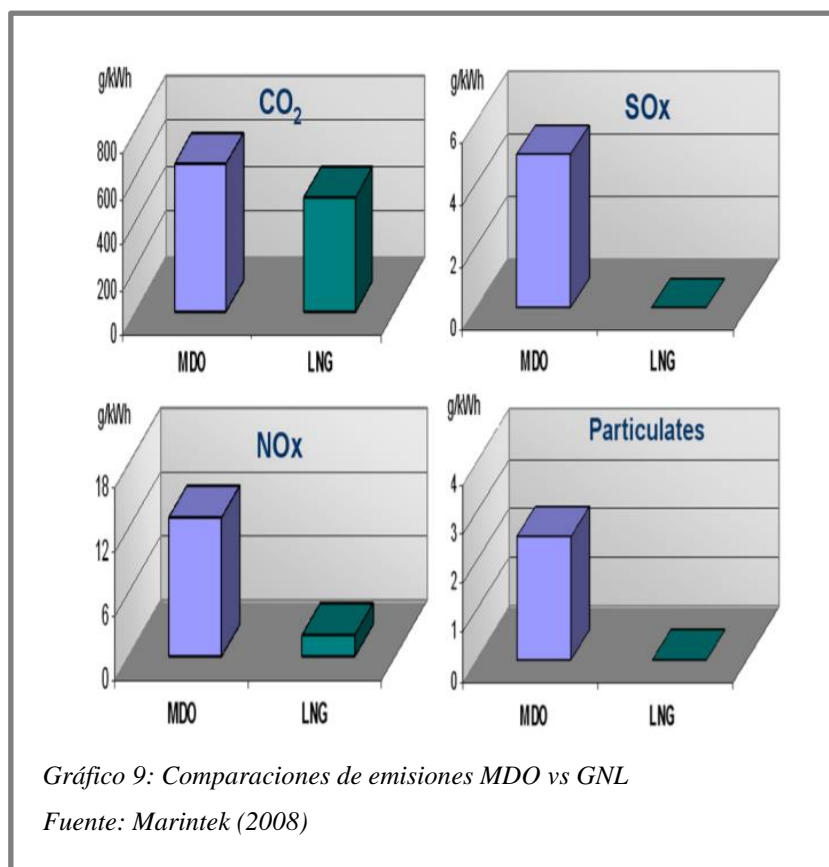 g/kWh
CO₂
800
600
400
200
0
MDO LNG
g/kWh
SOx
6
4
2
0
MDO LNG
g/kWh
NOx
18
12
6
0
MDO LNG
g/kWh
Particulates
4
3
2
1
0
MDO LNG
Gráfico 9: Comparaciones de emisiones MDO vs GNL
Fuente: Marintek (2008)